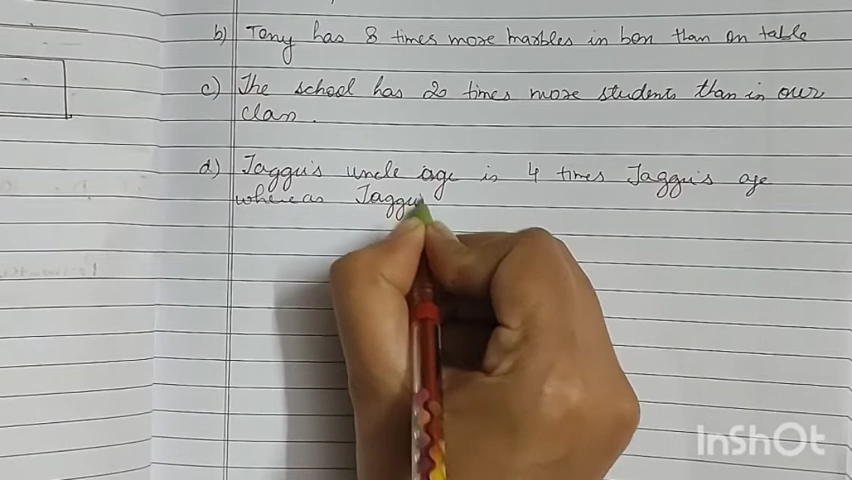 b) Tony has 8 times more marbles in box than on table
c) The school has 20 times more students than in our
class.
d) Jaggu's uncle age is 4 times Jaggu's age
whereas Jaggu
InShOt